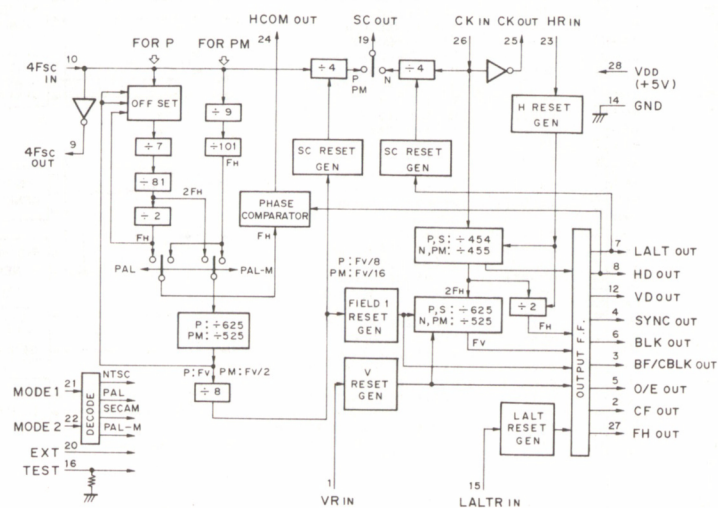 HCOM OUT
SC OUT
CK IN CK OUT HR IN
FOR P
FOR PM
24
19
26
25
23
4FSC IN
10
÷4
P
PM
N
÷4
28
VDD (+5V)
OFF SET
÷9
14
GND
H RESET GEN
9
4FSC OUT
÷7
÷101
FH
SC RESET GEN
SC RESET GEN
÷81
2FH
÷2
PHASE COMPARATOR
FH
FH
P,S: ÷454
N,PM: ÷455
7
LALT OUT
PAL
PAL-M
P: FV/8
PM: FV/16
8
HD OUT
2FH
12
VD OUT
÷2
FH
P: ÷625
PM: ÷525
FIELD 1 RESET GEN
P,S: ÷625
N,PM: ÷525
4
SYNC OUT
FV
6
BLK OUT
P:FV
PM: FV/2
3
BF/CBLK OUT
÷8
V RESET GEN
OUTPUT F.F.
5
O/E OUT
MODE 1
21
DECODE
NTSC
PAL
SECAM
PAL-M
2
CF OUT
MODE 2
22
LALT RESET GEN
27
FH OUT
EXT
20
TEST
16
1
VR IN
15
LALTR IN